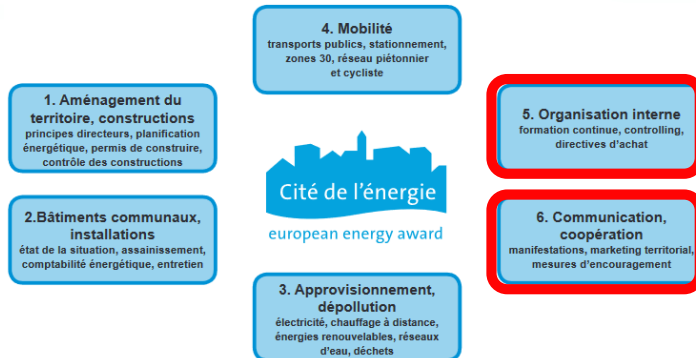 4. Mobilité
transports publics, stationnement,
zones 30, réseau piétonnier
et cycliste
1. Aménagement du
territoire, constructions
principes directeurs, planification
énergétique, permis de construire,
contrôle des constructions
5. Organisation interne
formation continue, controlling,
directives d'achat
Cité de l'énergie
european energy award
2.Bâtiments communaux,
installations
état de la situation, assainissement,
comptabilité énergétique, entretien
6. Communication,
coopération
manifestations, marketing territorial,
mesures d'encouragement
3. Approvisionnement,
dépollution
électricité, chauffage à distance,
énergies renouvelables, réseaux
d'eau, déchets